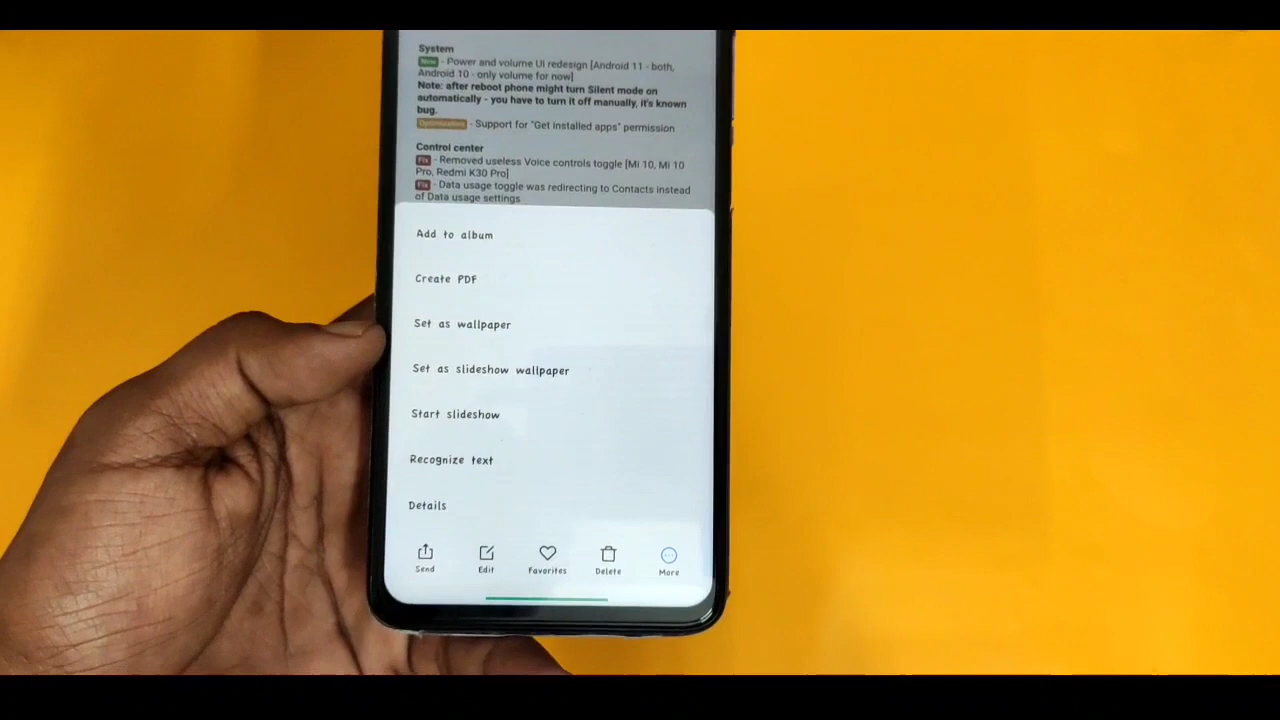 System
New - Power and volume UI redesign [Android 11 - both,
Android 10 - only volume for now]
Note: after reboot phone might turn Silent mode on
automatically - you have to turn it off manually, it's known
bug.
Optimization - Support for "Get installed apps" permission
Control center
Fix - Removed useless Voice controls toggle [Mi 10, Mi 10
Pro, Redmi K30 Pro]
Fix - Data usage toggle was redirecting to Contacts instead
of Data usage settings
Add to album
Create PDF
Set as wallpaper
Set as slideshow wallpaper
Start slideshow
Recognize text
Details
Send Edit Favorites Delete More